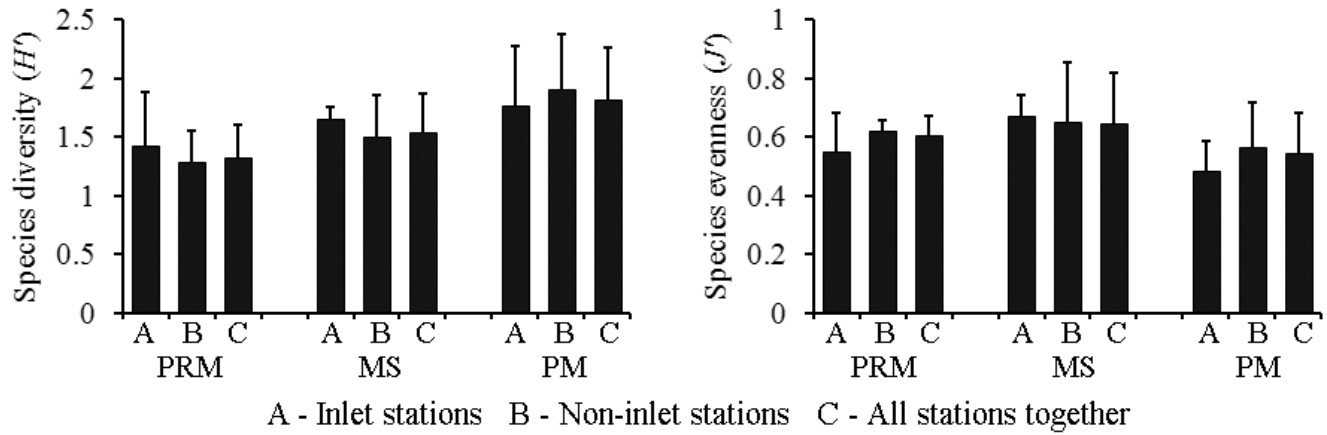 Species diversity (H')
2.5
2
1.5
1
0.5
0
A B C
A B C
A B C
PRM
MS
PM
Species evenness (J')
1
0.8
0.6
0.4
0.2
0
A B C
A B C
A B C
PRM
MS
PM
A - Inlet stations B - Non-inlet stations C - All stations together